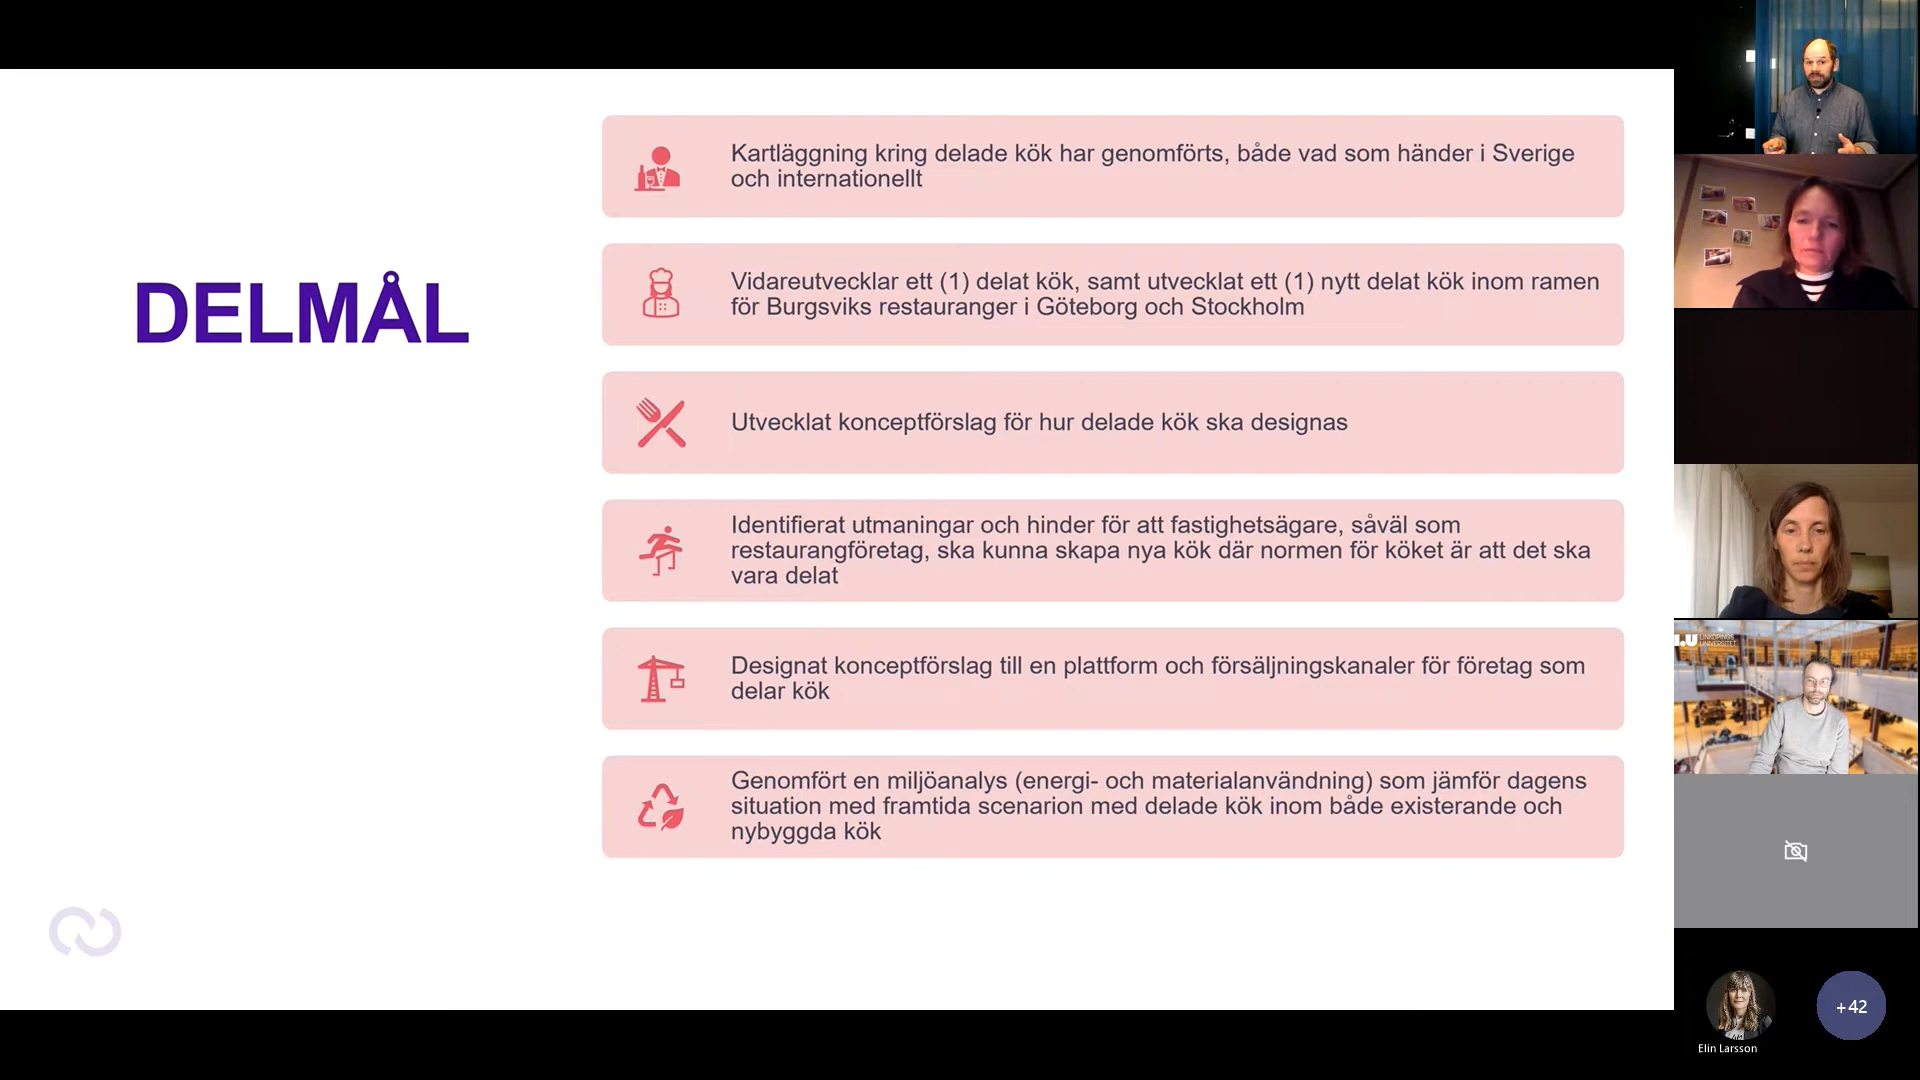 DELMÅL
Kartläggning kring delade kök har genomförts, både vad som händer i Sverige
och internationellt
Vidareutvecklar ett (1) delat kök, samt utvecklat ett (1) nytt delat kök inom ramen
för Burgsviks restauranger i Göteborg och Stockholm
Utvecklat konceptförslag för hur delade kök ska designas
Identifierat utmaningar och hinder för att fastighetsägare, såväl som
restaurangföretag, ska kunna skapa nya kök där normen för köket är att det ska
vara delat
Designat konceptförslag till en plattform och försäljningskanaler för företag som
delar kök
Genomfört en miljöanalys (energi- och materialanvändning) som jämför dagens
situation med framtida scenarion med delade kök inom både existerande och
nybyggda kök
LINKÖPINGS
UNIVERSITET
+42
Elin Larsson